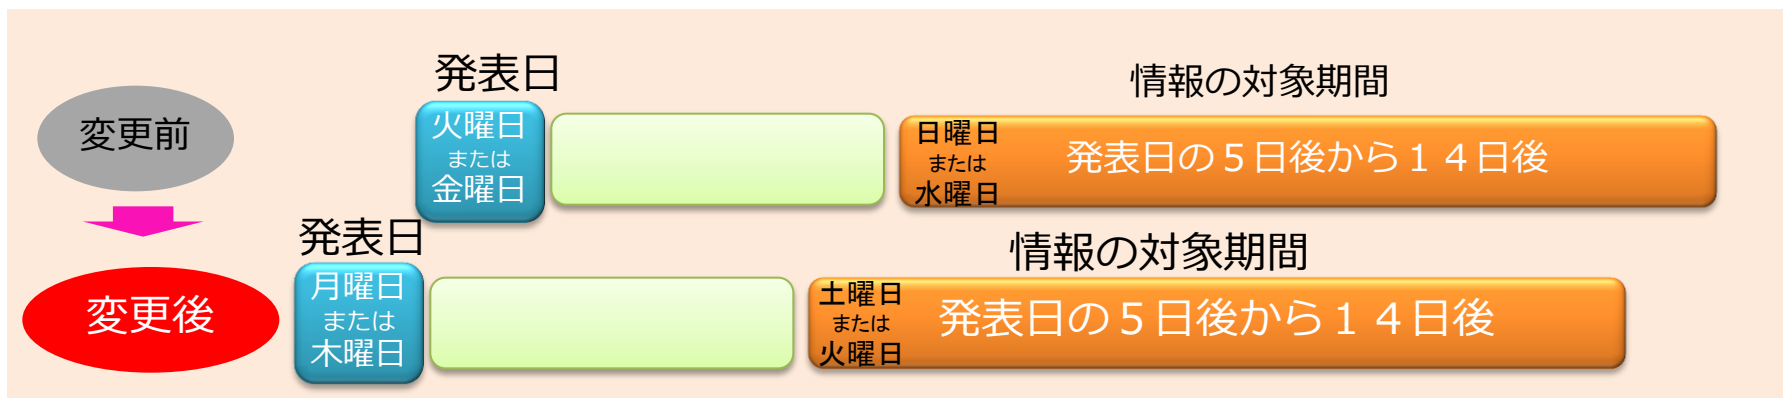 変更前
発表日
火曜日
または
金曜日
情報の対象期間
日曜日
または
水曜日
発表日の５日後から１４日後
変更後
発表日
月曜日
または
木曜日
情報の対象期間
土曜日
または
火曜日
発表日の５日後から１４日後